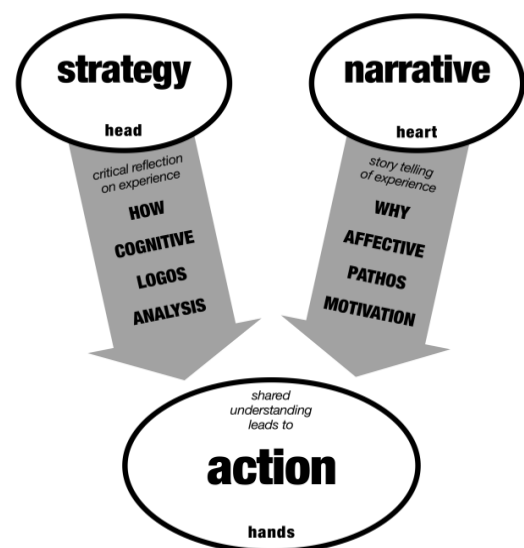 strategy
head
critical reflection
on experience
HOW
COGNITIVE
LOGOS
ANALYSIS
narrative
heart
story telling
of experience
WHY
AFFECTIVE
PATHOS
MOTIVATION
shared
understanding
leads to
action
hands